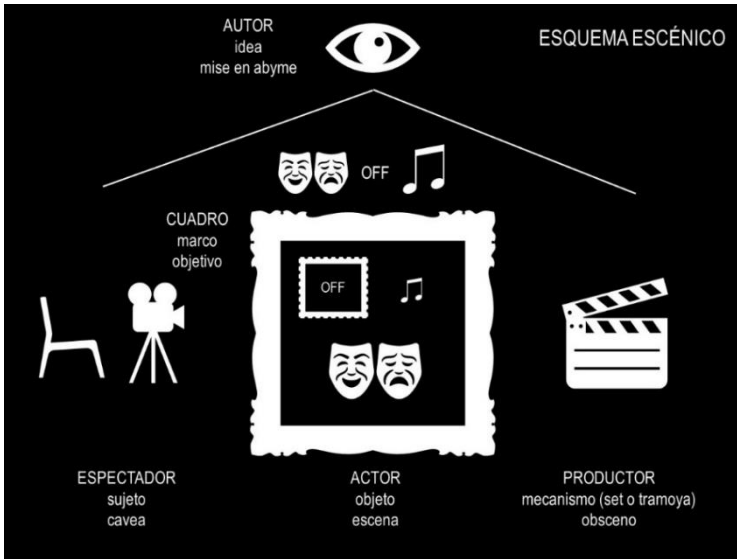 AUTOR
idea
mise en abyme
ESQUEMA ESCÉNICO
OFF
CUADRO
marco
objetivo
OFF
ESPECTADOR
sujeto
cavea
ACTOR
objeto
escena
PRODUCTOR
mecanismo (set o tramoya)
obsceno